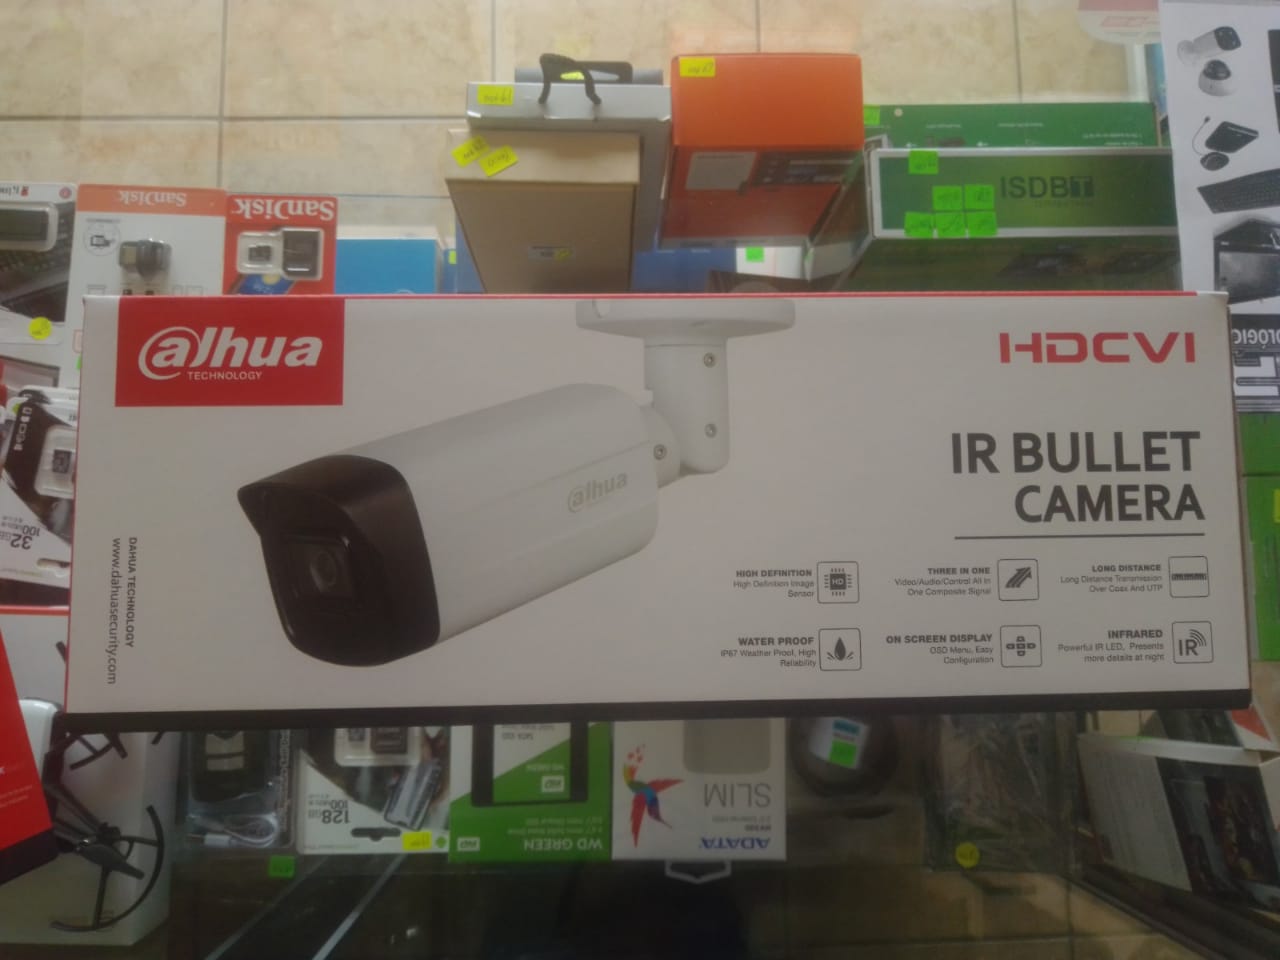 SanDisk
SanDisk
ISDBT
alhua
TECHNOLOGY
HDCVI
IR BULLET
CAMERA
alhua
HIGH DEFINITION
High Definition Image
Sensor
HD
THREE IN ONE
Video/Audio/Control All In
One Composite Signal
LONG DISTANCE
Long Distance Transmission
Over Coax And UTP
WATER PROOF
IP67 Weather Proof, High
Reliability
ON SCREEN DISPLAY
OSD Menu, Easy
Configuration
INFRARED
Powerful IR LED, Presents
more details at night
IR
DAHUA TECHNOLOGY
www.dahuasecurity.com
32GB
100
128GB
100
WD GREEN
SLIM
ADATA